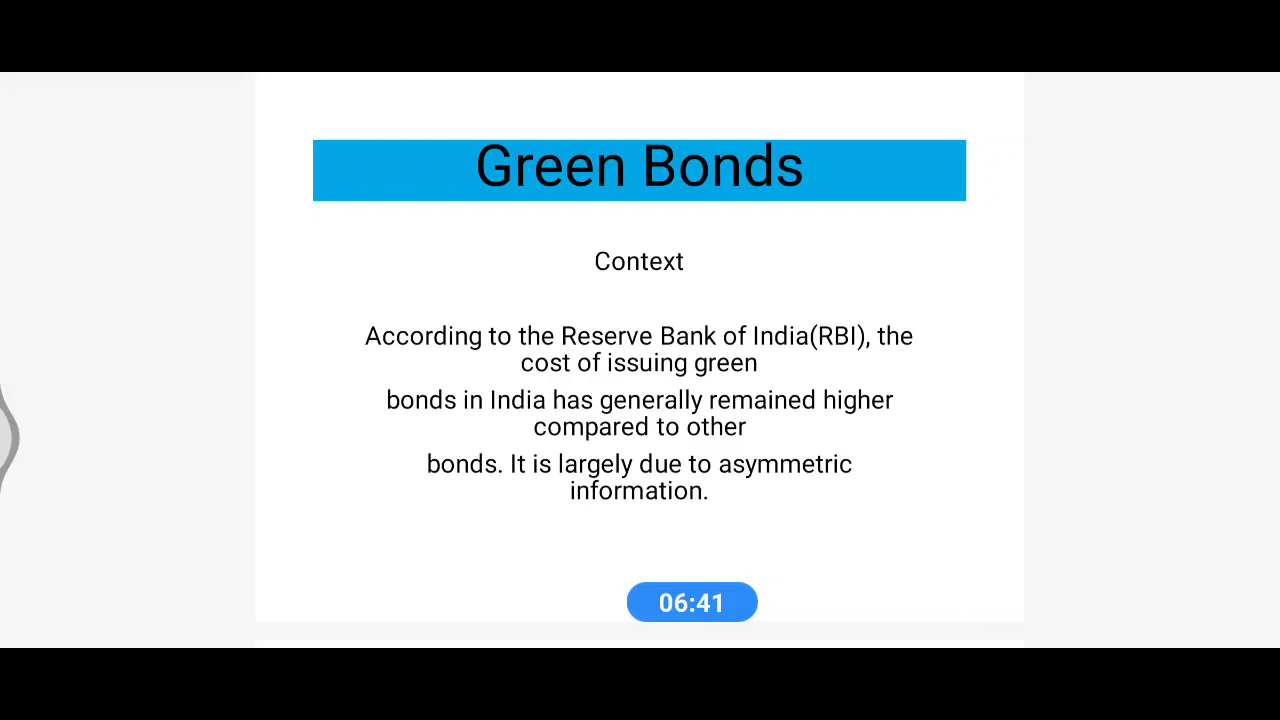 Green Bonds
Context
According to the Reserve Bank of India(RBI), the
cost of issuing green
bonds in India has generally remained higher
compared to other
bonds. It is largely due to asymmetric
information.
06:41